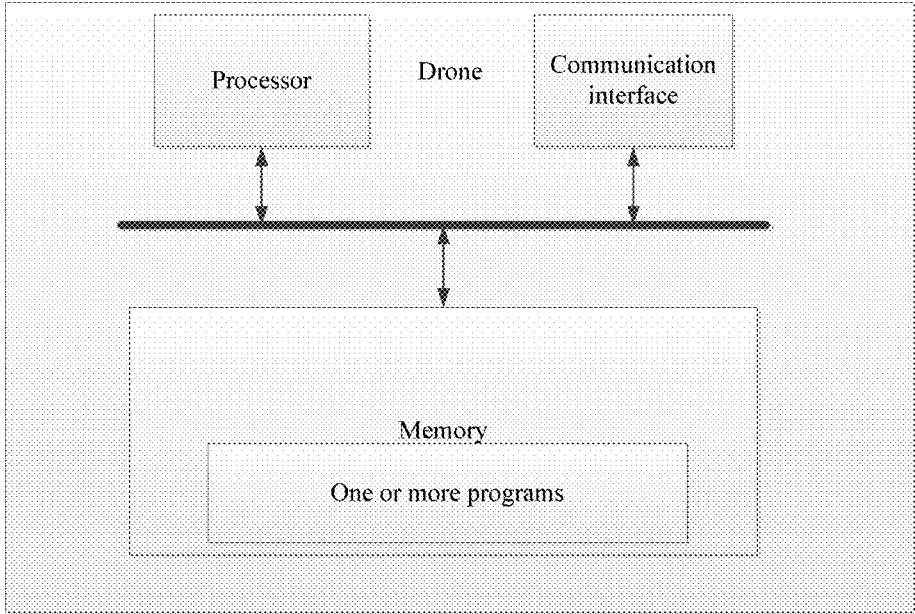 Processor
Drone
Communication
interface
Memory
One or more programs